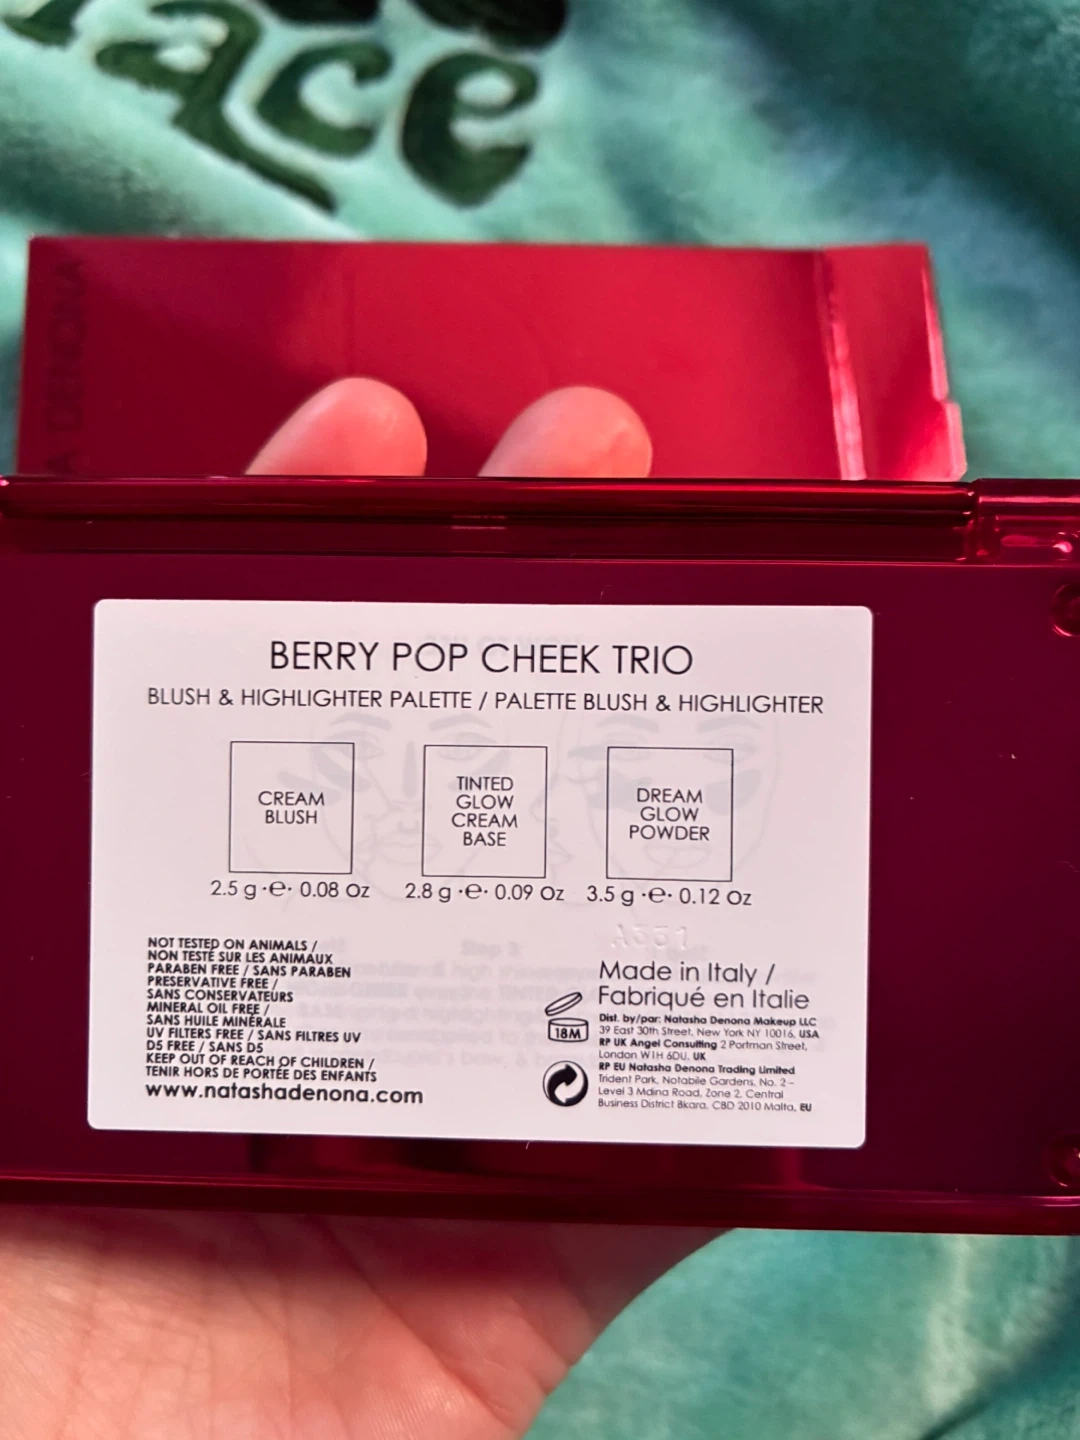 ace
A DENONA
BERRY POP CHEEK TRIO
BLUSH & HIGHLIGHTER PALETTE / PALETTE BLUSH & HIGHLIGHTER
CREAM
BLUSH
TINTED
GLOW
CREAM
BASE
DREAM
GLOW
POWDER
2.5 g ·e· 0.08 Oz 2.8 g ·e· 0.09 Oz 3.5 g ·e· 0.12 Oz
A331
NOT TESTED ON ANIMALS /
NON TESTÉ SUR LES ANIMAUX
PARABEN FREE / SANS PARABEN
PRESERVATIVE FREE /
SANS CONSERVATEURS
MINERAL OIL FREE /
SANS HUILE MINÉRALE
UV FILTERS FREE / SANS FILTRES UV
D5 FREE / SANS D5
KEEP OUT OF REACH OF CHILDREN /
TENIR HORS DE PORTÉE DES ENFANTS
www.natashadenona.com
Made in Italy /
Fabriqué en Italie
18M
Dist. by/par: Natasha Denona Makeup LLC
39 East 30th Street, New York NY 10016, USA
RP UK Angel Consulting 2 Portman Street,
London W1H 6DU, UK
RP EU Natasha Denona Trading Limited
Trident Park, Notabile Gardens, No. 2 –
Level 3 Mdina Road, Zone 2, Central
Business District Bkara, CBD 2010 Malta, EU